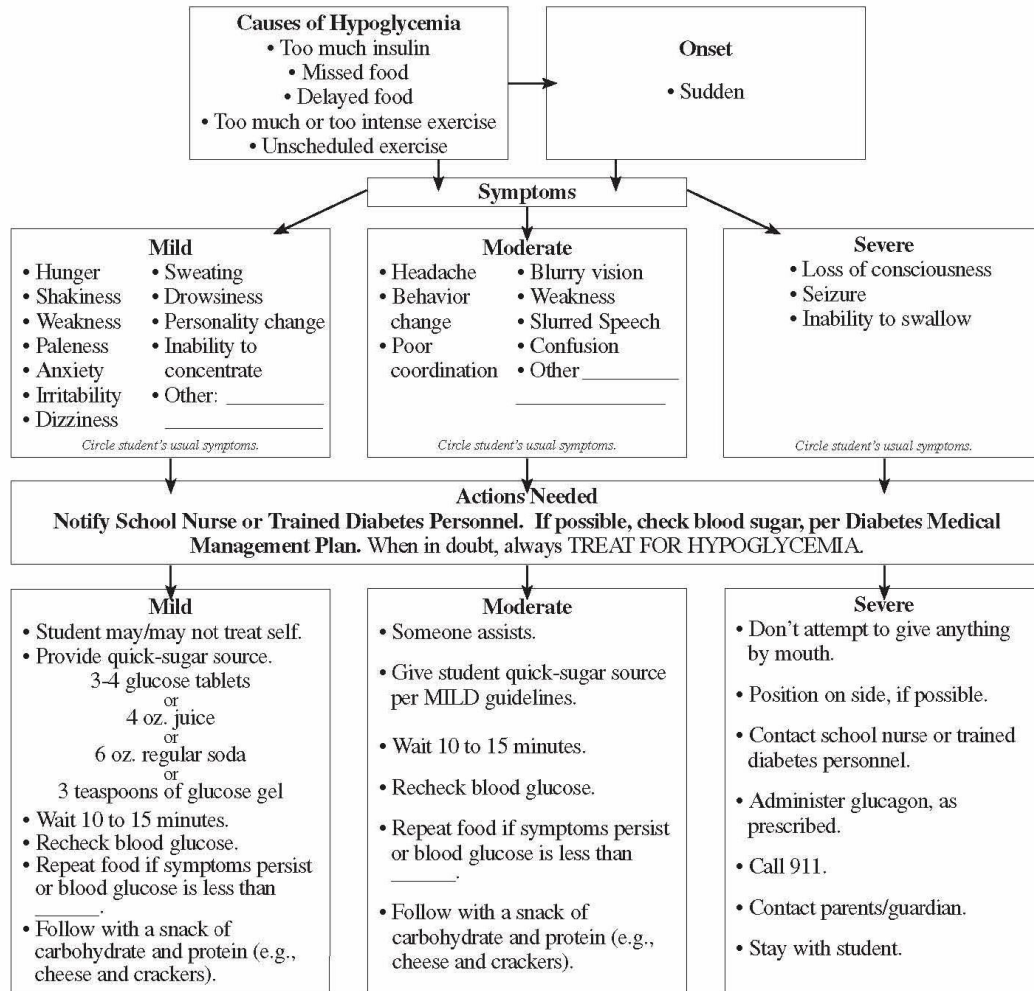 Causes of Hypoglycemia
• Too much insulin
• Missed food
• Delayed food
• Too much or too intense exercise
• Unscheduled exercise
Onset
• Sudden
Symptoms
Mild
• Hunger
• Shakiness
• Weakness
• Paleness
• Anxiety
• Irritability
• Dizziness
• Sweating
• Drowsiness
• Personality change
• Inability to
concentrate
• Other: ___________
__________________
Circle student's usual symptoms.
Moderate
• Headache
• Behavior
change
• Poor
coordination
• Blurry vision
• Weakness
• Slurred Speech
• Confusion
• Other ___________
__________________
Circle student's usual symptoms.
Severe
• Loss of consciousness
• Seizure
• Inability to swallow
Actions Needed
Notify School Nurse or Trained Diabetes Personnel. If possible, check blood sugar, per Diabetes Medical
Management Plan. When in doubt, always TREAT FOR HYPOGLYCEMIA.
Mild
• Student may/may not treat self.
• Provide quick-sugar source.
3-4 glucose tablets
or
4 oz. juice
or
6 oz. regular soda
or
3 teaspoons of glucose gel
• Wait 10 to 15 minutes.
• Recheck blood glucose.
• Repeat food if symptoms persist
or blood glucose is less than
_______.
• Follow with a snack of
carbohydrate and protein (e.g.,
cheese and crackers).
Moderate
• Someone assists.
• Give student quick-sugar source
per MILD guidelines.
• Wait 10 to 15 minutes.
• Recheck blood glucose.
• Repeat food if symptoms persist
or blood glucose is less than
_______.
• Follow with a snack of
carbohydrate and protein (e.g.,
cheese and crackers).
Severe
• Don't attempt to give anything
by mouth.
• Position on side, if possible.
• Contact school nurse or trained
diabetes personnel.
• Administer glucagon, as
prescribed.
• Call 911.
• Contact parents/guardian.
• Stay with student.